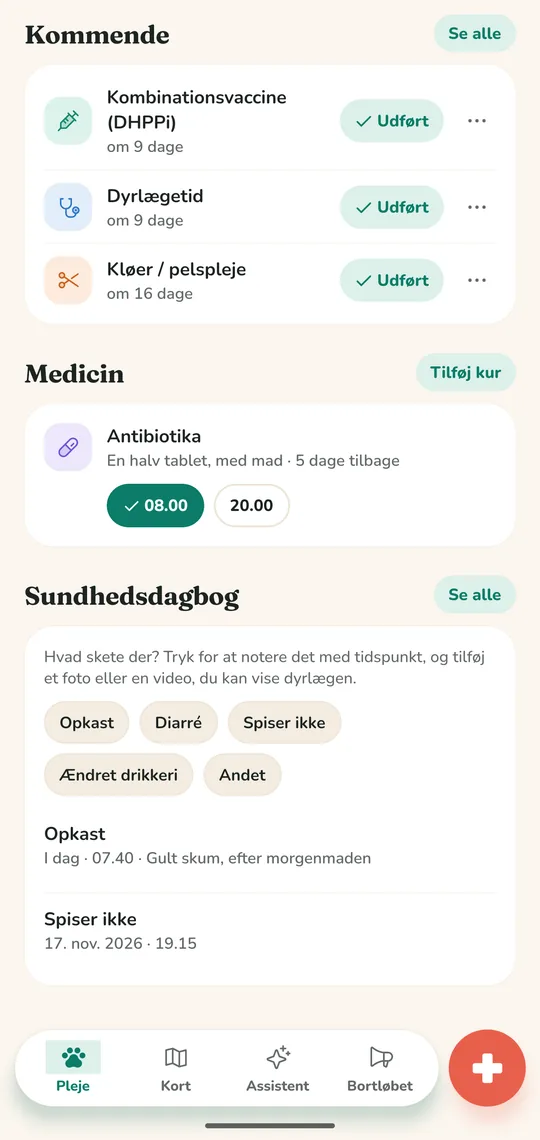 Kommende
Se alle
Kombinationsvaccine
(DHPPi)
om 9 dage
Udført
Dyrlægetid
om 9 dage
Udført
Kløer / pelspleje
om 16 dage
Udført
Medicin
Tilføj kur
Antibiotika
En halv tablet, med mad · 5 dage tilbage
08.00
20.00
Sundhedsdagbog
Se alle
Hvad skete der? Tryk for at notere det med tidspunkt, og tilføj
et foto eller en video, du kan vise dyrlægen.
Opkast
Diarré
Spiser ikke
Ændret drikkeri
Andet
Opkast
I dag · 07.40 · Gult skum, efter morgenmaden
Spiser ikke
17. nov. 2026 · 19.15
Pleje
Kort
Assistent
Bortløbet